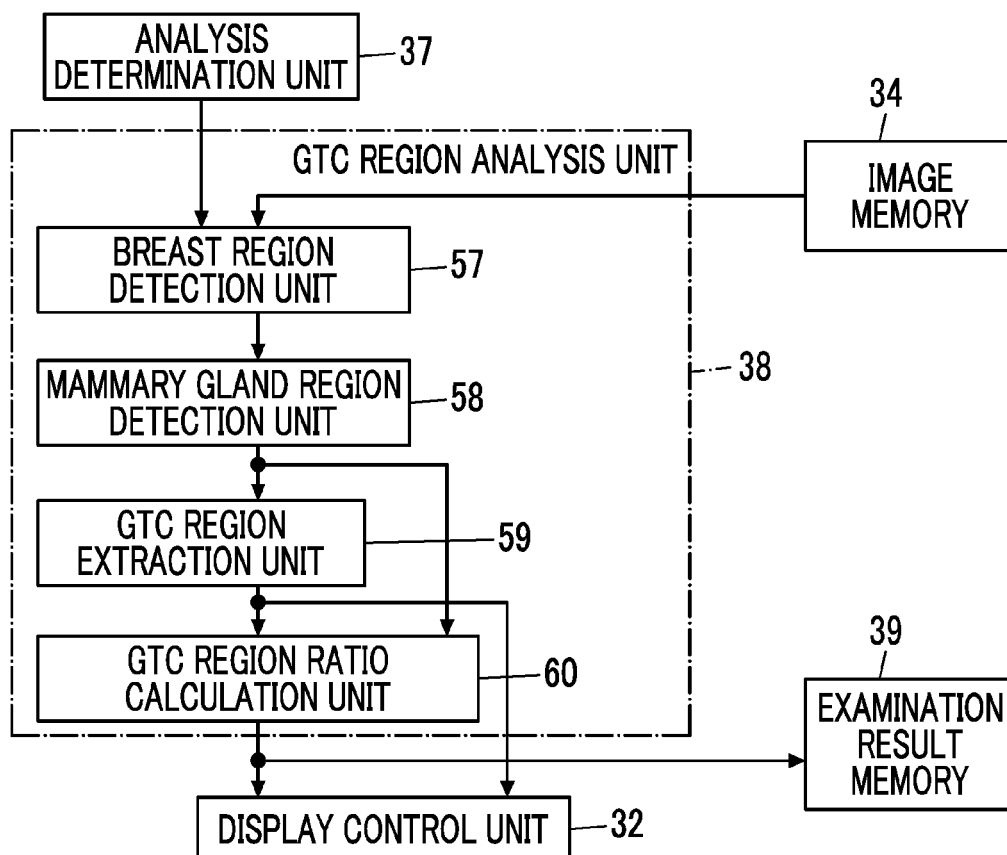 ANALYSIS
DETERMINATION UNIT
37
34
IMAGE
MEMORY
GTC REGION ANALYSIS UNIT
BREAST REGION
DETECTION UNIT
57
38
MAMMARY GLAND REGION
DETECTION UNIT
58
GTC REGION
EXTRACTION UNIT
59
GTC REGION RATIO
CALCULATION UNIT
60
39
EXAMINATION
RESULT
MEMORY
DISPLAY CONTROL UNIT
32